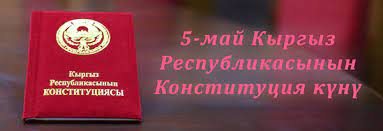 Кыргыз
Республикасынын
КОНСТИТУЦИЯСЫ
5-май Кыргыз
Республикасынын
Конституция күнү